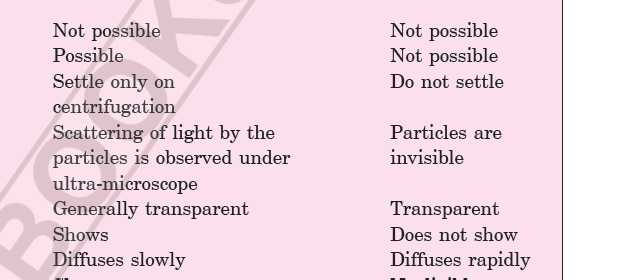 Not possible Not possible
Possible Not possible
Settle only on Do not settle
centrifugation
Scattering of light by the Particles are
particles is observed under invisible
ultra-microscope
Generally transparent Transparent
Shows Does not show
Diffuses slowly Diffuses rapidly
BOOK